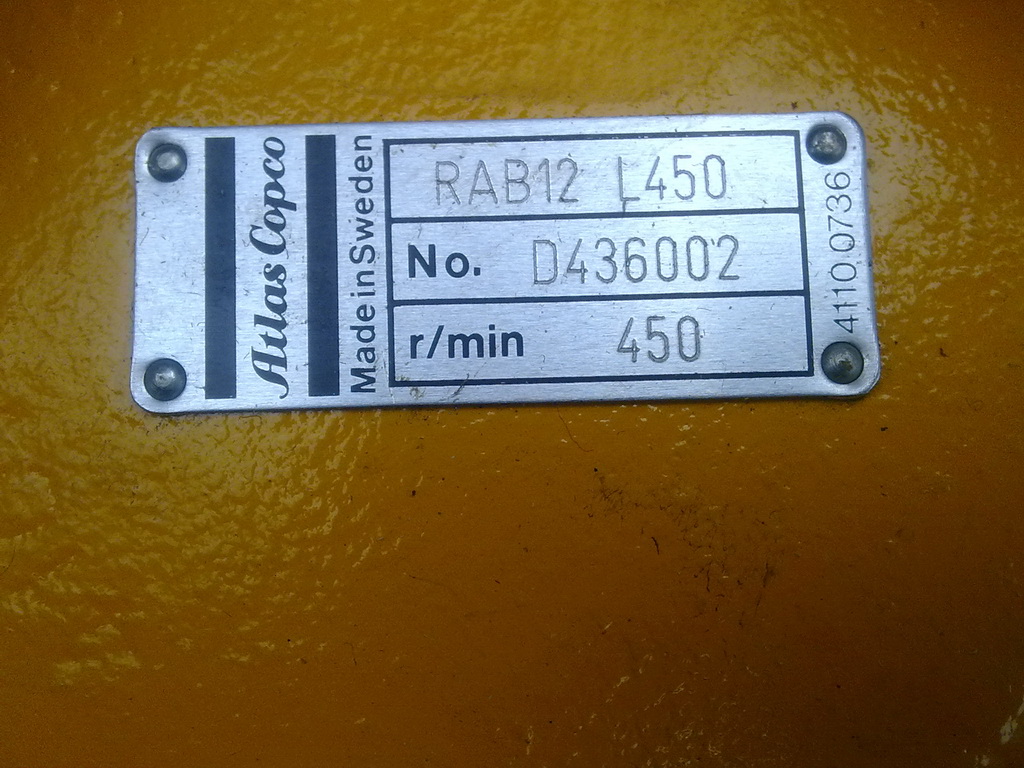 Atlas Copco
Made in Sweden
RAB12 L450
No. D436002
r/min 450
4110 0736